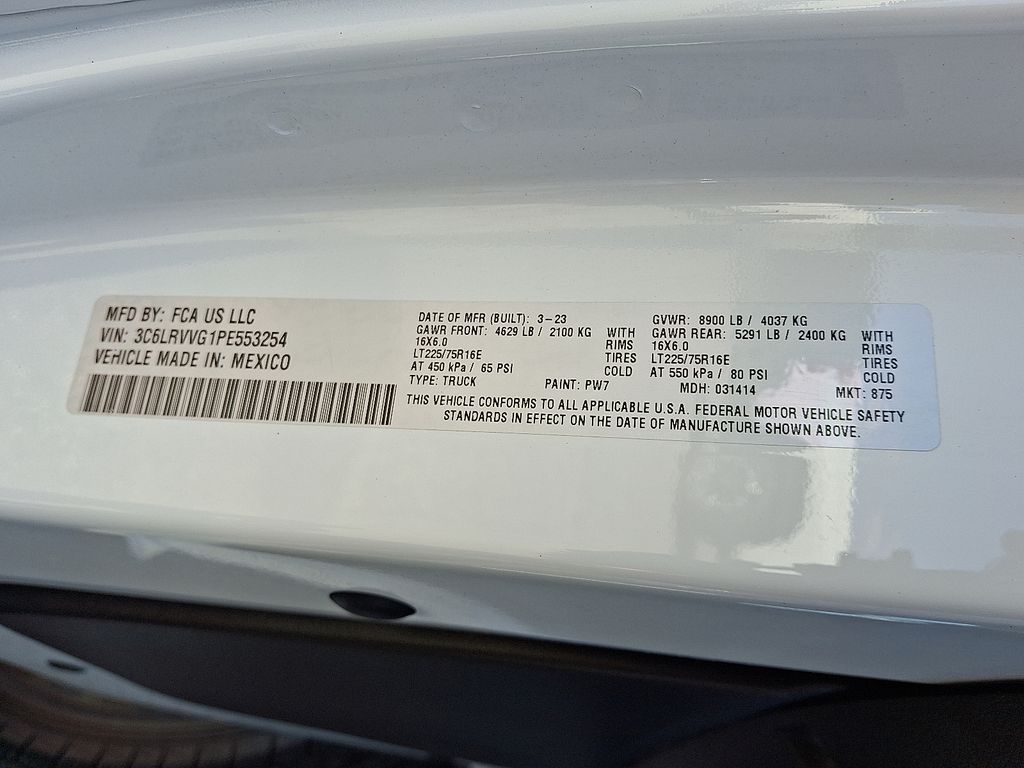 MFD BY: FCA US LLC
VIN: 3C6LRVVG1PE553254
VEHICLE MADE IN: MEXICO
DATE OF MFR (BUILT): 3-23
GAWR FRONT: 4629 LB / 2100 KG WITH
16X6.0 RIMS
LT225/75R16E TIRES
AT 450 kPa / 65 PSI COLD
TYPE: TRUCK PAINT: PW7
GVWR: 8900 LB / 4037 KG
GAWR REAR: 5291 LB / 2400 KG WITH
16X6.0 RIMS
LT225/75R16E TIRES
AT 550 kPa / 80 PSI COLD
MDH: 031414 MKT: 875
THIS VEHICLE CONFORMS TO ALL APPLICABLE U.S.A. FEDERAL MOTOR VEHICLE SAFETY
STANDARDS IN EFFECT ON THE DATE OF MANUFACTURE SHOWN ABOVE.